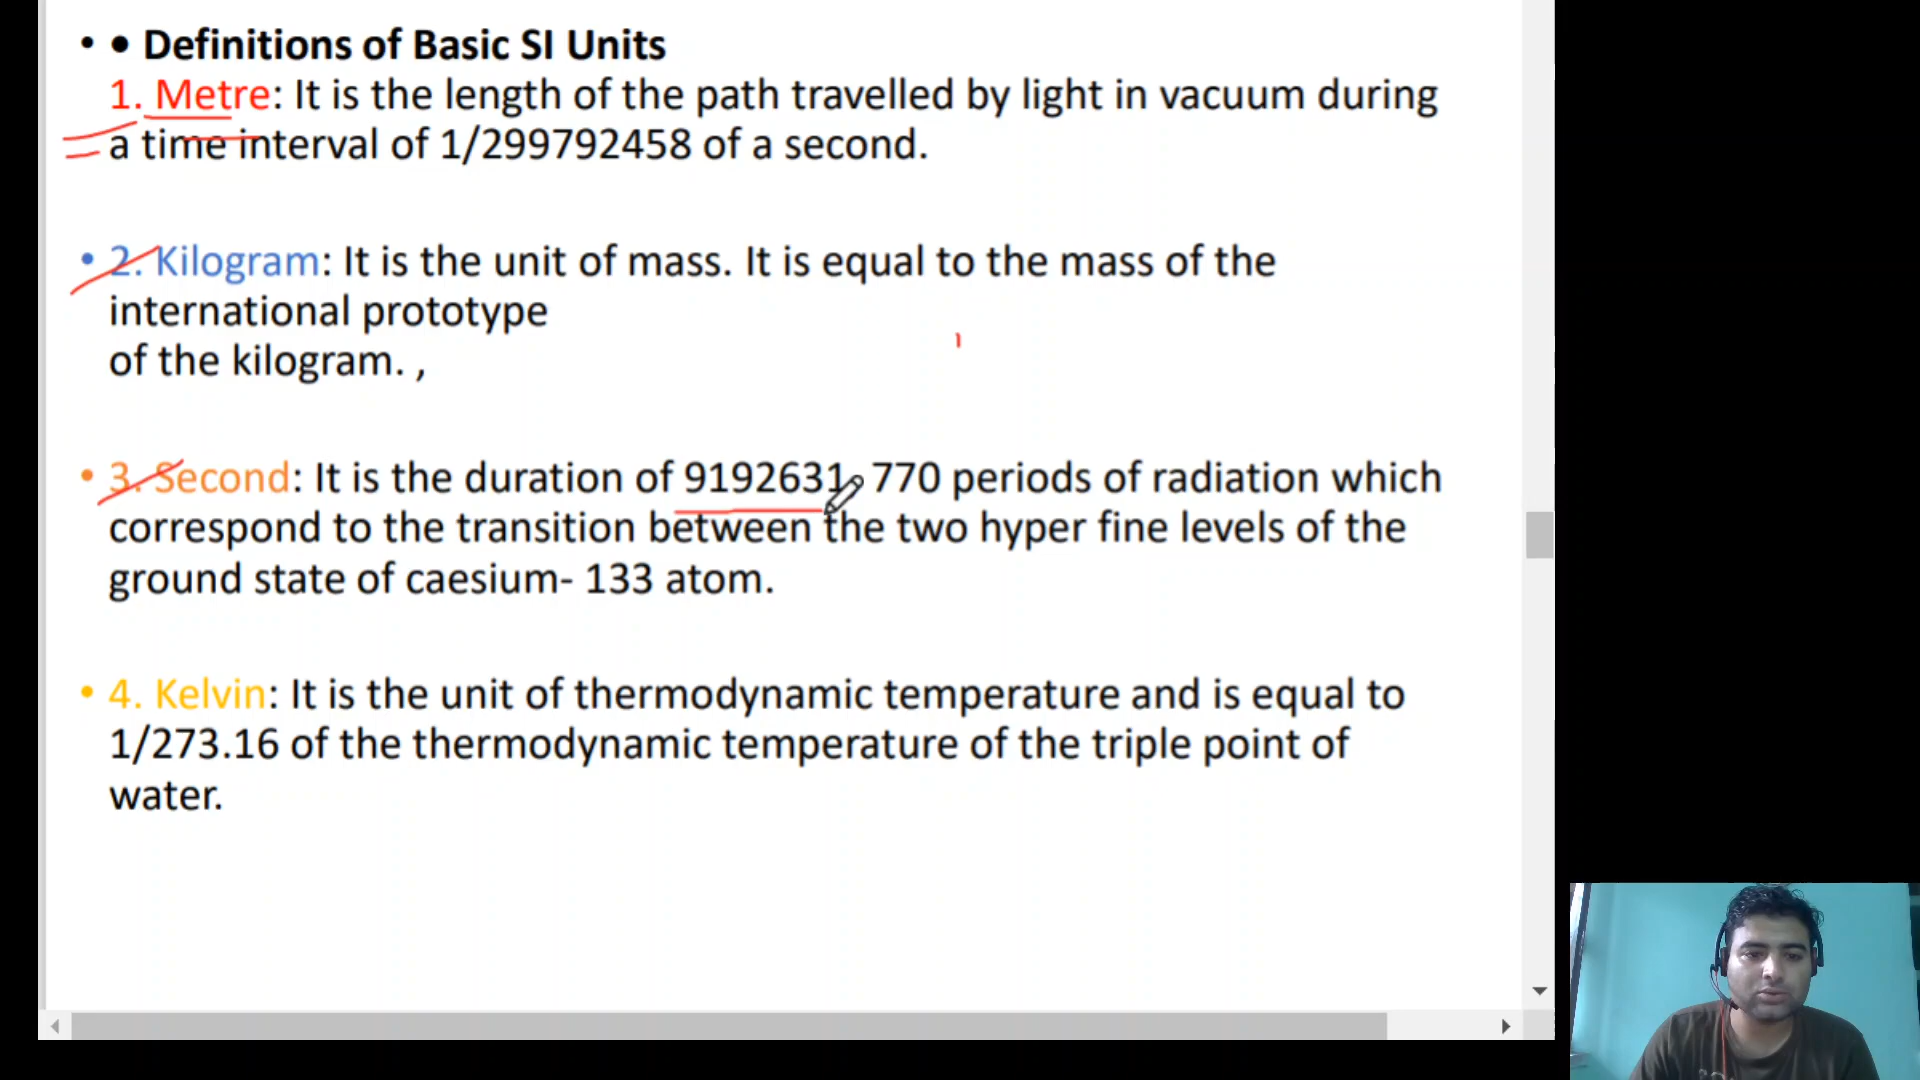 • • Definitions of Basic SI Units
1. Metre: It is the length of the path travelled by light in vacuum during
a time interval of 1/299792458 of a second.
• 2. Kilogram: It is the unit of mass. It is equal to the mass of the
international prototype
of the kilogram. ,
• 3. Second: It is the duration of 9192631, 770 periods of radiation which
correspond to the transition between the two hyper fine levels of the
ground state of caesium- 133 atom.
• 4. Kelvin: It is the unit of thermodynamic temperature and is equal to
1/273.16 of the thermodynamic temperature of the triple point of
water.